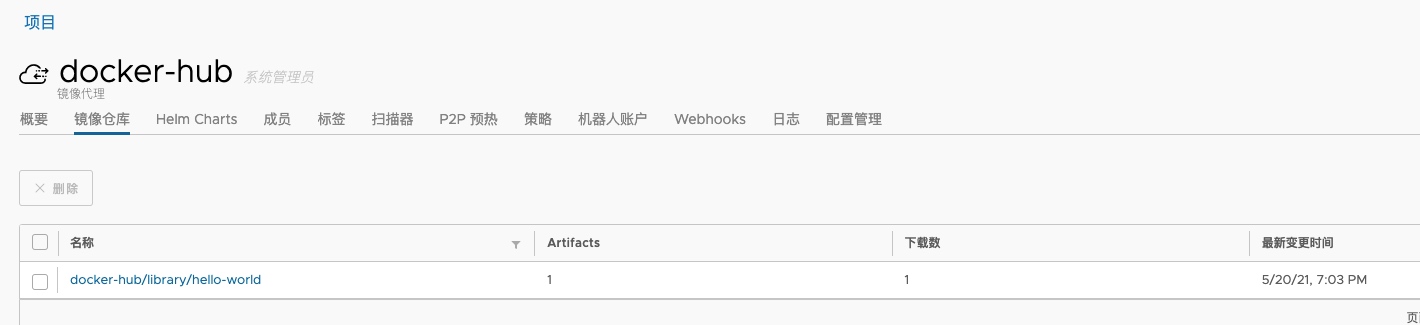 项目
docker-hub 系统管理员
镜像代理
概要 镜像仓库 Helm Charts 成员 标签 扫描器 P2P 预热 策略 机器人账户 Webhooks 日志 配置管理
删除
名称 Artifacts 下载数 最新变更时间
docker-hub/library/hello-world 1 1 5/20/21, 7:03 PM
页